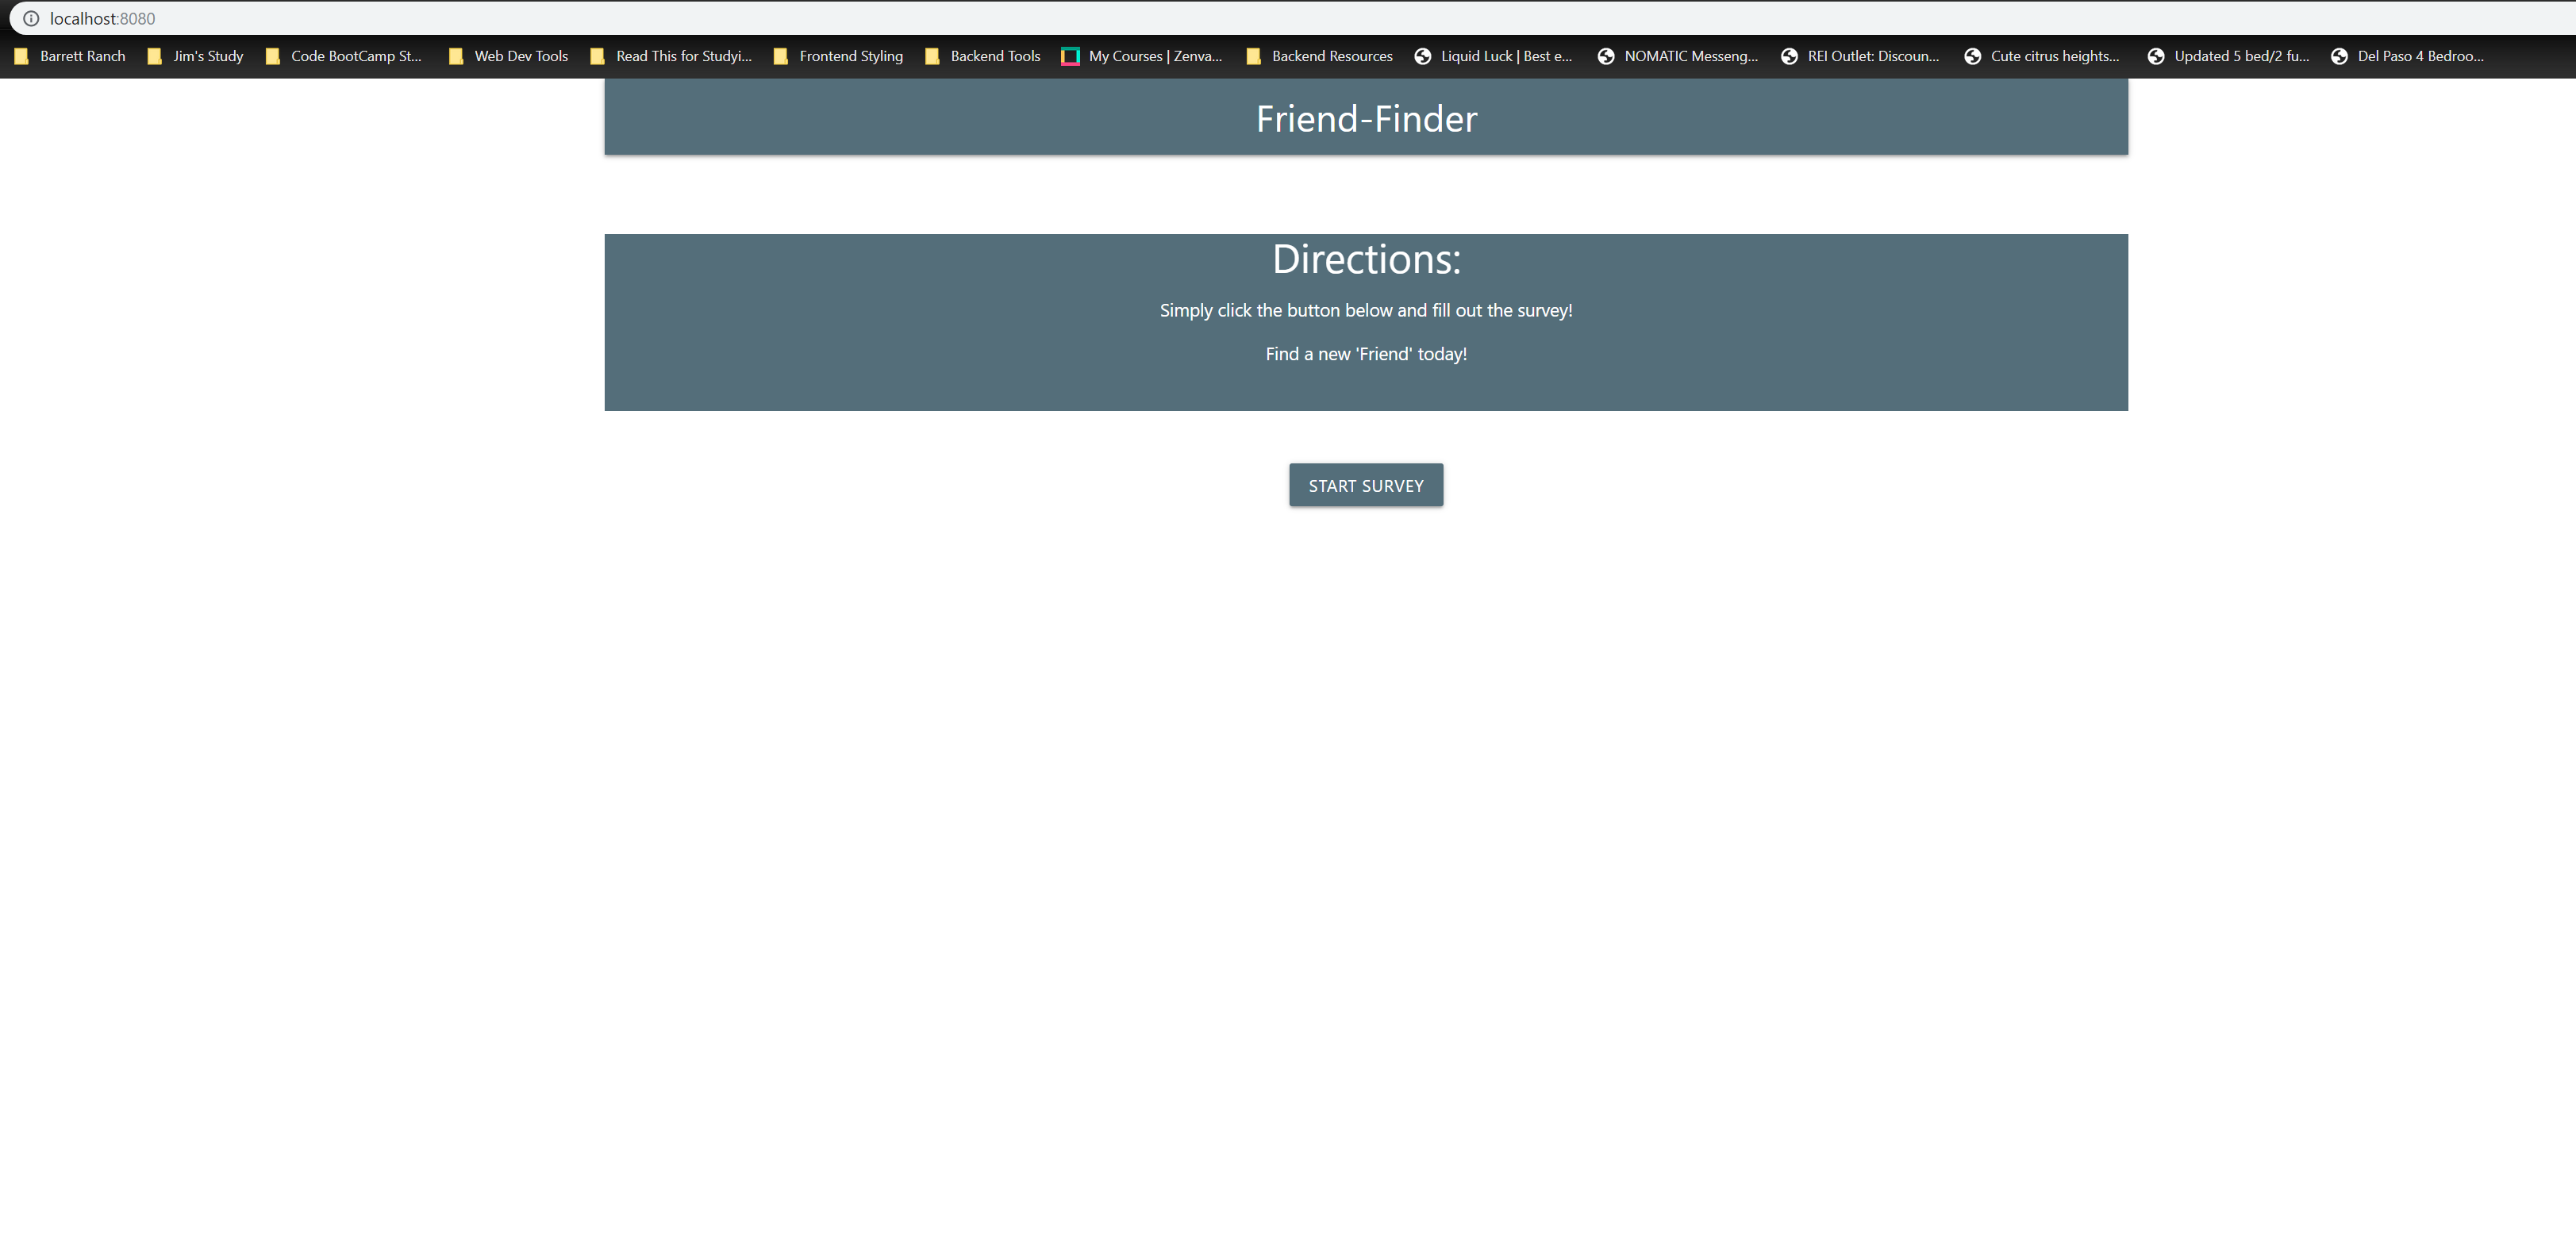 localhost:8080
Barrett Ranch Jim's Study Code BootCamp St... Web Dev Tools Read This for Studyi... Frontend Styling Backend Tools My Courses | Zenva... Backend Resources Liquid Luck | Best e... NOMATIC Messeng... REI Outlet: Discoun... Cute citrus heights... Updated 5 bed/2 fu... Del Paso 4 Bedroo...
Friend-Finder
Directions:
Simply click the button below and fill out the survey!
Find a new 'Friend' today!
START SURVEY